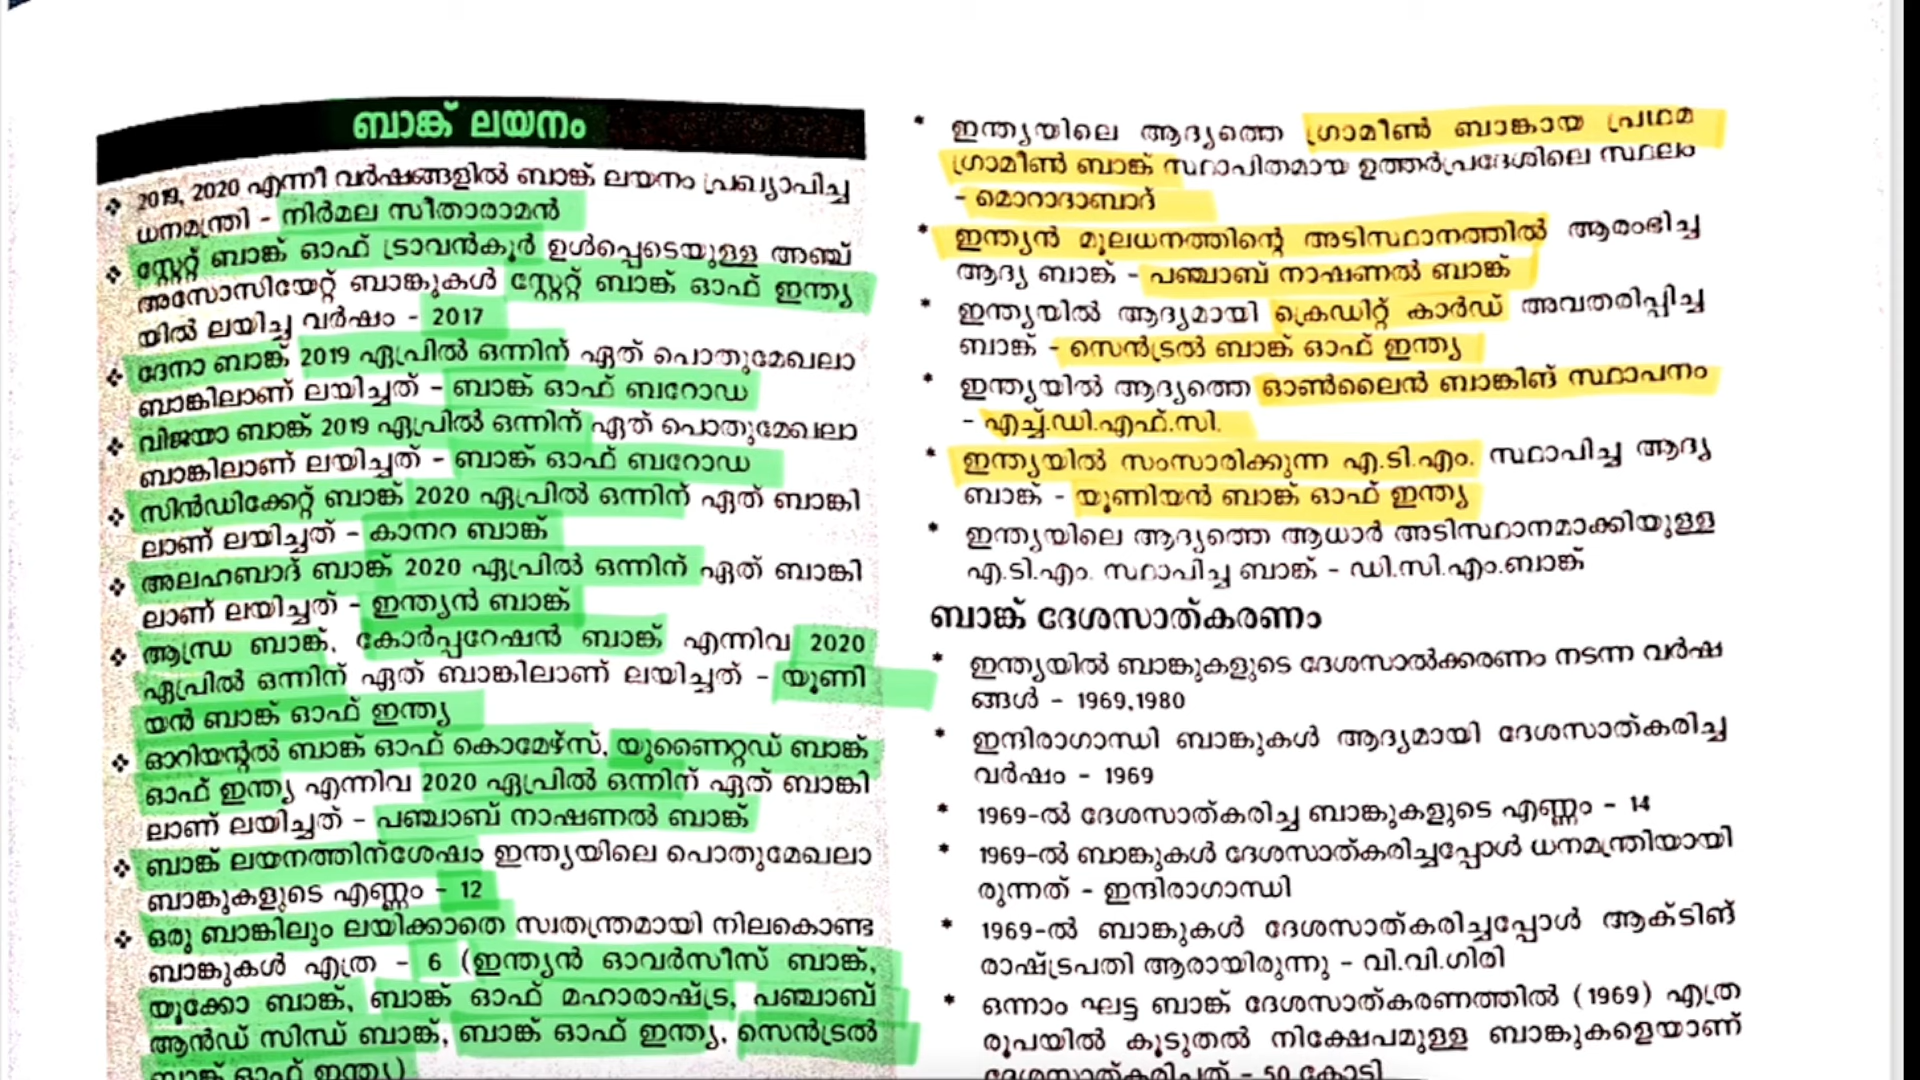 ബാങ്ക് ലയനം
2019, 2020 എന്നീ വർഷങ്ങളിൽ ബാങ്ക് ലയനം പ്രഖ്യാപിച്ച
ധനമന്ത്രി - നിർമല സീതാരാമൻ
സ്റ്റേറ്റ് ബാങ്ക് ഓഫ് ട്രാവൻകൂർ ഉൾപ്പെടെയുള്ള അഞ്ച്
അസോസിയേറ്റ് ബാങ്കുകൾ സ്റ്റേറ്റ് ബാങ്ക് ഓഫ് ഇന്ത്യ
യിൽ ലയിച്ച വർഷം - 2017
ദേനാ ബാങ്ക് 2019 ഏപ്രിൽ ഒന്നിന് ഏത് പൊതുമേഖലാ
ബാങ്കിലാണ് ലയിച്ചത് - ബാങ്ക് ഓഫ് ബറോഡ
വിജയാ ബാങ്ക് 2019 ഏപ്രിൽ ഒന്നിന് ഏത് പൊതുമേഖലാ
ബാങ്കിലാണ് ലയിച്ചത് - ബാങ്ക് ഓഫ് ബറോഡ
സിൻഡിക്കേറ്റ് ബാങ്ക് 2020 ഏപ്രിൽ ഒന്നിന് ഏത് ബാങ്കി
ലാണ് ലയിച്ചത് - കാനറ ബാങ്ക്
അലഹബാദ് ബാങ്ക് 2020 ഏപ്രിൽ ഒന്നിന് ഏത് ബാങ്കി
ലാണ് ലയിച്ചത് - ഇന്ത്യൻ ബാങ്ക്
ആന്ധ്ര ബാങ്ക്, കോർപ്പറേഷൻ ബാങ്ക് എന്നിവ 2020
ഏപ്രിൽ ഒന്നിന് ഏത് ബാങ്കിലാണ് ലയിച്ചത് - യൂണി
യൻ ബാങ്ക് ഓഫ് ഇന്ത്യ
ഓറിയന്റൽ ബാങ്ക് ഓഫ് കൊമേഴ്സ്, യുണൈറ്റഡ് ബാങ്ക്
ഓഫ് ഇന്ത്യ എന്നിവ 2020 ഏപ്രിൽ ഒന്നിന് ഏത് ബാങ്കി
ലാണ് ലയിച്ചത് - പഞ്ചാബ് നാഷണൽ ബാങ്ക്
ബാങ്ക് ലയനത്തിന്ശേഷം ഇന്ത്യയിലെ പൊതുമേഖലാ
ബാങ്കുകളുടെ എണ്ണം - 12
ഒരു ബാങ്കിലും ലയിക്കാതെ സ്വതന്ത്രമായി നിലകൊണ്ട
ബാങ്കുകൾ എത്ര - 6 (ഇന്ത്യൻ ഓവർസീസ് ബാങ്ക്,
യൂക്കോ ബാങ്ക്, ബാങ്ക് ഓഫ് മഹാരാഷ്ട്ര, പഞ്ചാബ്
ആൻഡ് സിന്ധ് ബാങ്ക്, ബാങ്ക് ഓഫ് ഇന്ത്യ, സെൻട്രൽ
ബാങ്ക് ഓഫ് ഇന്ത്യ)
* ഇന്ത്യയിലെ ആദ്യത്തെ ഗ്രാമീൺ ബാങ്കായ പ്രഥമ
ഗ്രാമീൺ ബാങ്ക് സ്ഥാപിതമായ ഉത്തർപ്രദേശിലെ സ്ഥലം
- മൊറാദാബാദ്
* ഇന്ത്യൻ മൂലധനത്തിന്റെ അടിസ്ഥാനത്തിൽ ആരംഭിച്ച
ആദ്യ ബാങ്ക് - പഞ്ചാബ് നാഷണൽ ബാങ്ക്
* ഇന്ത്യയിൽ ആദ്യമായി ക്രെഡിറ്റ് കാർഡ് അവതരിപ്പിച്ച
ബാങ്ക് - സെൻട്രൽ ബാങ്ക് ഓഫ് ഇന്ത്യ
* ഇന്ത്യയിൽ ആദ്യത്തെ ഓൺലൈൻ ബാങ്കിങ് സ്ഥാപനം
- എച്ച്.ഡി.എഫ്.സി.
* ഇന്ത്യയിൽ സംസാരിക്കുന്ന എ.ടി.എം. സ്ഥാപിച്ച ആദ്യ
ബാങ്ക് - യൂണിയൻ ബാങ്ക് ഓഫ് ഇന്ത്യ
* ഇന്ത്യയിലെ ആദ്യത്തെ ആധാർ അടിസ്ഥാനമാക്കിയുള്ള
എ.ടി.എം. സ്ഥാപിച്ച ബാങ്ക് - ഡി.സി.എം.ബാങ്ക്
ബാങ്ക് ദേശസാത്കരണം
* ഇന്ത്യയിൽ ബാങ്കുകളുടെ ദേശസാൽക്കരണം നടന്ന വർഷ
ങ്ങൾ - 1969,1980
* ഇന്ദിരാഗാന്ധി ബാങ്കുകൾ ആദ്യമായി ദേശസാത്കരിച്ച
വർഷം - 1969
* 1969-ൽ ദേശസാത്കരിച്ച ബാങ്കുകളുടെ എണ്ണം - 14
* 1969-ൽ ബാങ്കുകൾ ദേശസാത്കരിച്ചപ്പോൾ ധനമന്ത്രിയായി
രുന്നത് - ഇന്ദിരാഗാന്ധി
* 1969-ൽ ബാങ്കുകൾ ദേശസാത്കരിച്ചപ്പോൾ ആക്ടിങ്
രാഷ്ട്രപതി ആരായിരുന്നു - വി.വി.ഗിരി
* ഒന്നാം ഘട്ട ബാങ്ക് ദേശസാത്കരണത്തിൽ (1969) എത്ര
രൂപയിൽ കൂടുതൽ നിക്ഷേപമുള്ള ബാങ്കുകളെയാണ്
ദേശസാത്കരിച്ചത് - 50 കോടി